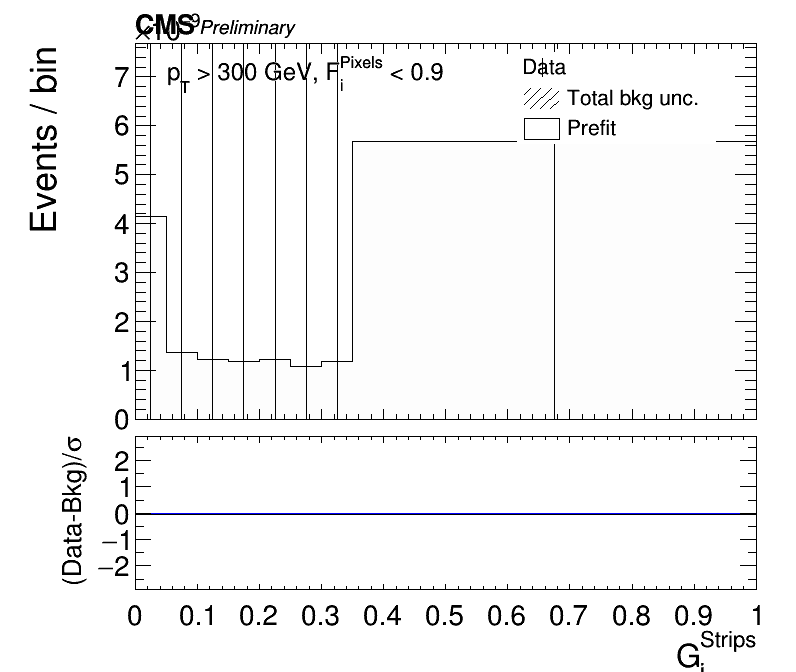 CMS Preliminary
×10⁻⁹
p_T > 300 GeV, F_i^Pixels < 0.9
Data
Total bkg unc.
Prefit
Events / bin
7
6
5
4
3
2
1
0
(Data-Bkg)/σ
2
1
0
−1
−2
0 0.1 0.2 0.3 0.4 0.5 0.6 0.7 0.8 0.9 1
G_i^Strips